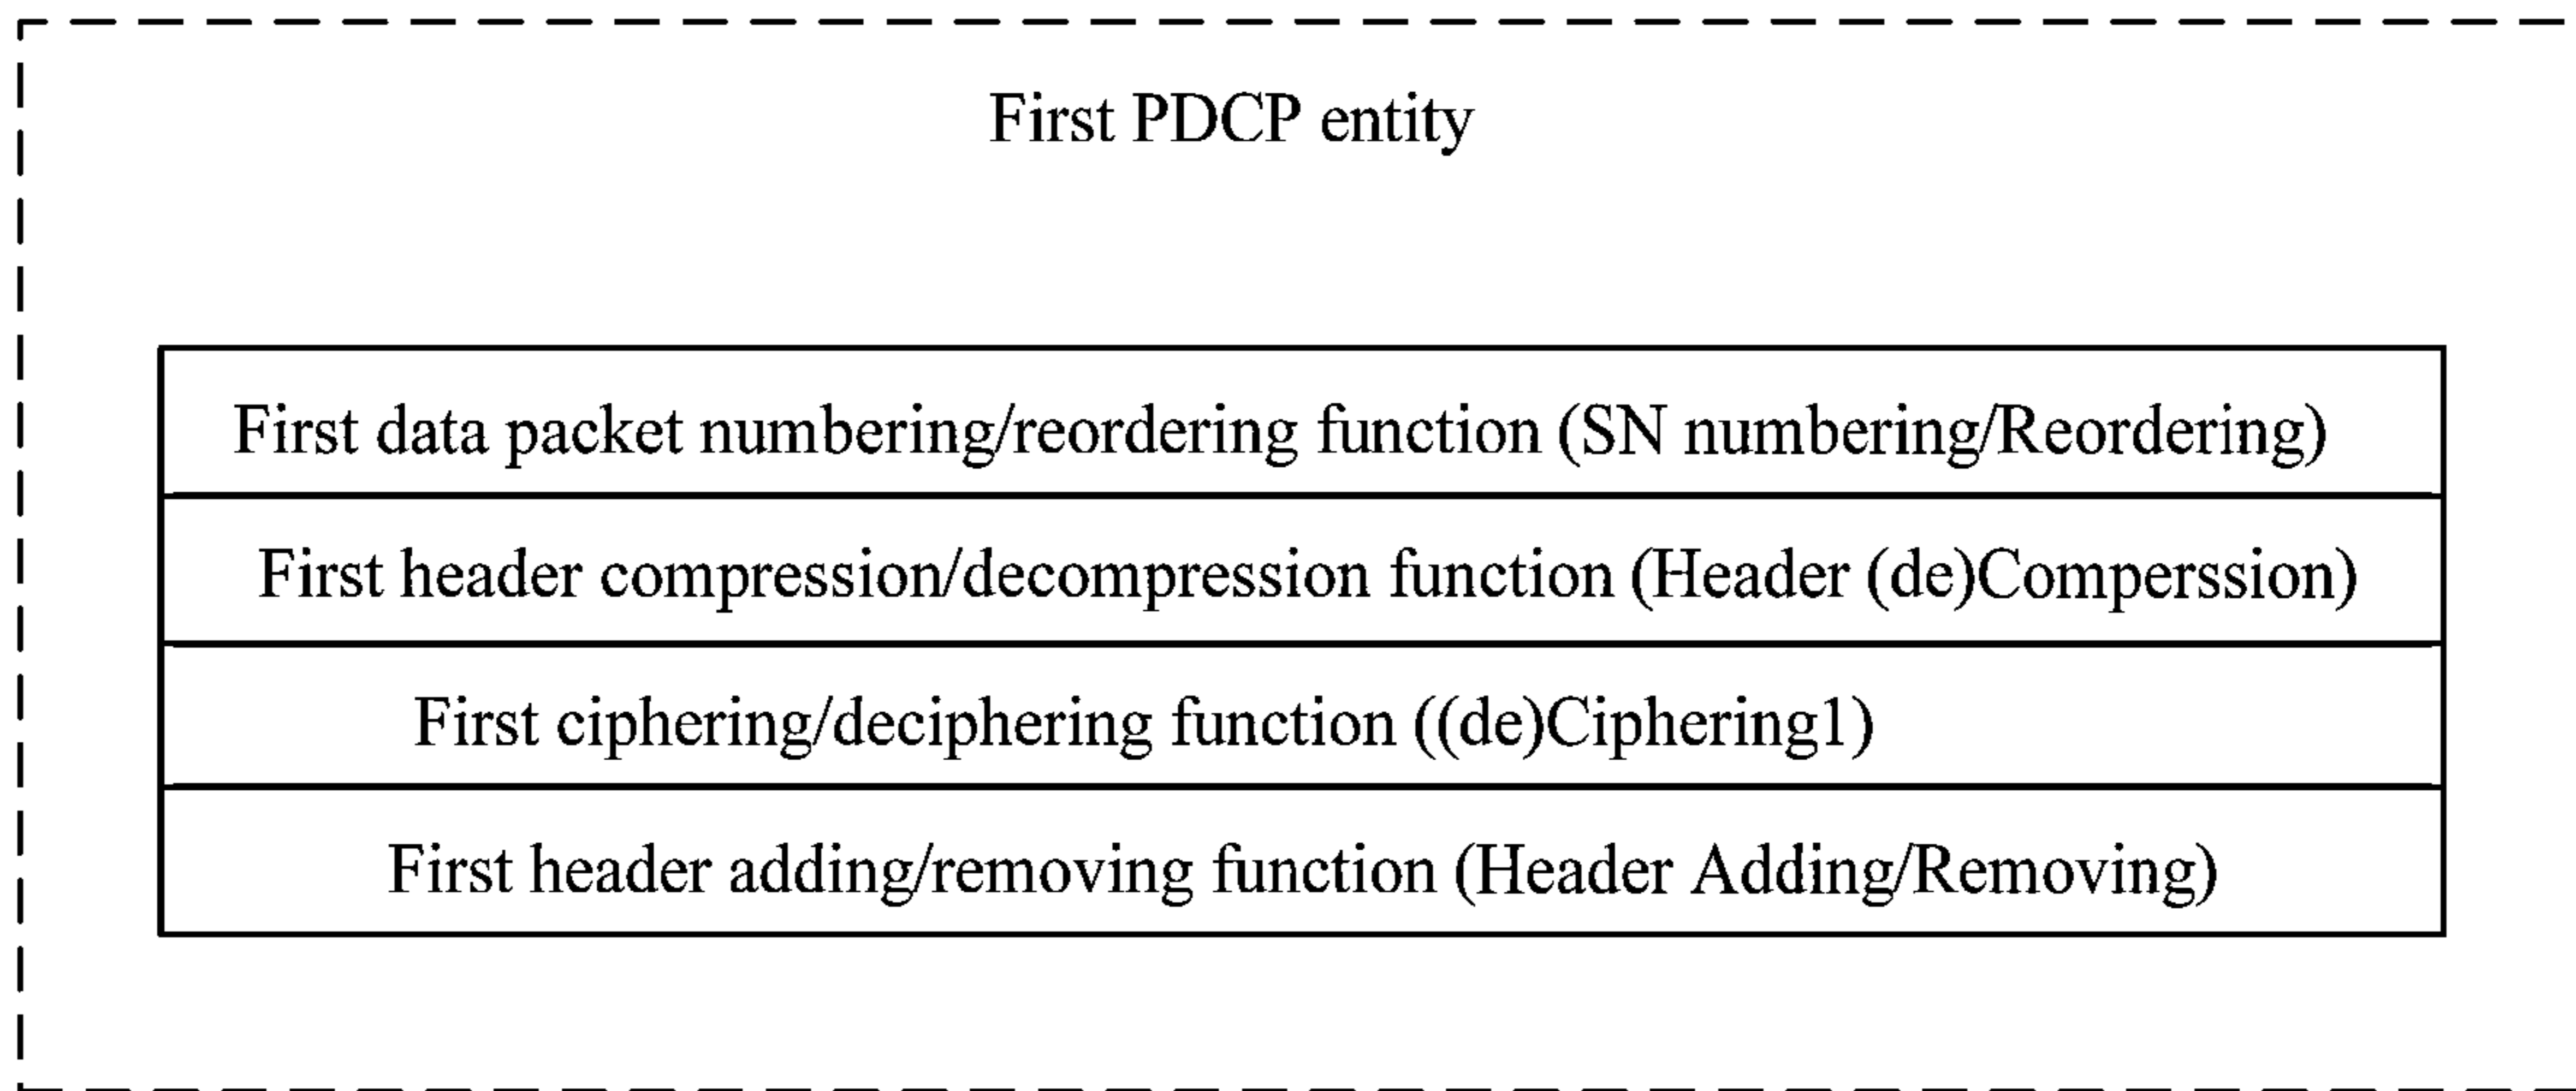 First PDCP entity
First data packet numbering/reordering function (SN numbering/Reordering)
First header compression/decompression function (Header (de)Comperssion)
First ciphering/deciphering function ((de)Ciphering1)
First header adding/removing function (Header Adding/Removing)